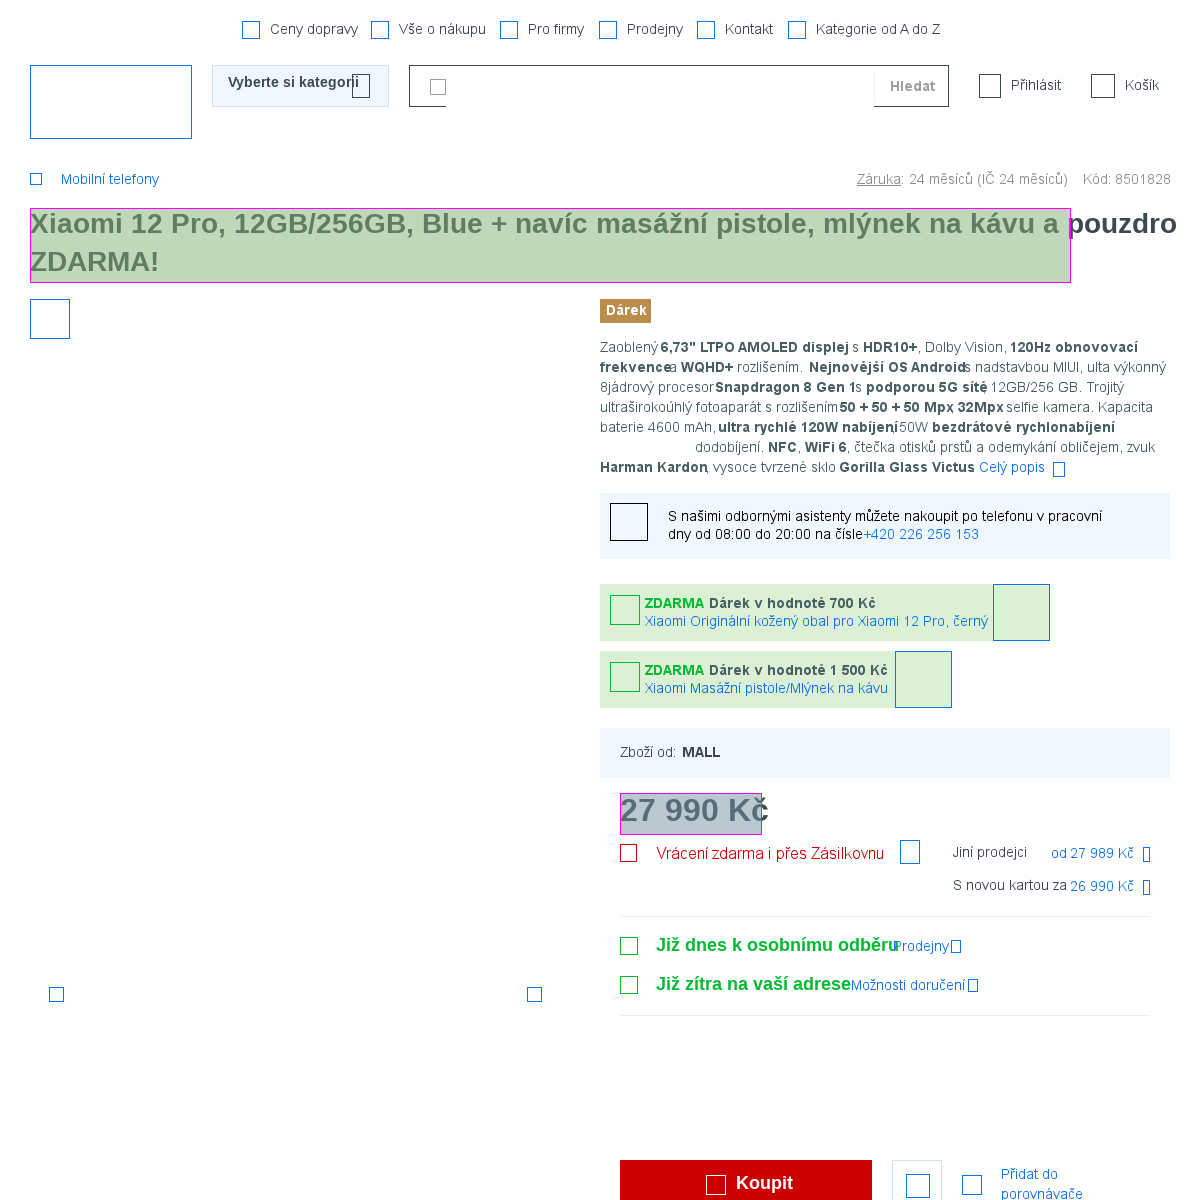 Ceny dopravy Vše o nákupu Pro firmy Prodejny Kontakt Kategorie od A do Z
Vyberte si kategorii Hledat Přihlásit Košík
Mobilní telefony Záruka: 24 měsíců (IČ 24 měsíců) Kód: 8501828
Xiaomi 12 Pro, 12GB/256GB, Blue + navíc masážní pistole, mlýnek na kávu a pouzdro
ZDARMA!
Dárek
Zaoblený 6,73" LTPO AMOLED displej s HDR10+, Dolby Vision, 120Hz obnovovací
frekvence a WQHD+ rozlišením. Nejnovější OS Android s nadstavbou MIUI, ulta výkonný
8jádrový procesor Snapdragon 8 Gen 1 s podporou 5G sítě, 12GB/256 GB. Trojitý
ultraširokoúhlý fotoaparát s rozlišením 50 + 50 + 50 Mpx, 32Mpx selfie kamera. Kapacita
baterie 4600 mAh, ultra rychlé 120W nabíjení, 50W bezdrátové rychlonabíjení
dodobíjení. NFC, WiFi 6, čtečka otisků prstů a odemykání obličejem, zvuk
Harman Kardon, vysoce tvrzené sklo Gorilla Glass Victus. Celý popis
S našimi odbornými asistenty můžete nakoupit po telefonu v pracovní
dny od 08:00 do 20:00 na čísle +420 226 256 153
ZDARMA Dárek v hodnotě 700 Kč
Xiaomi Originální kožený obal pro Xiaomi 12 Pro, černý
ZDARMA Dárek v hodnotě 1 500 Kč
Xiaomi Masážní pistole/Mlýnek na kávu
Zboží od: MALL
27 990 Kč
Vrácení zdarma i přes Zásilkovnu Jiní prodejci od 27 989 Kč
S novou kartou za 26 990 Kč
Již dnes k osobnímu odběru Prodejny
Již zítra na vaší adrese Možnosti doručení
Koupit Přidat do
porovnávače